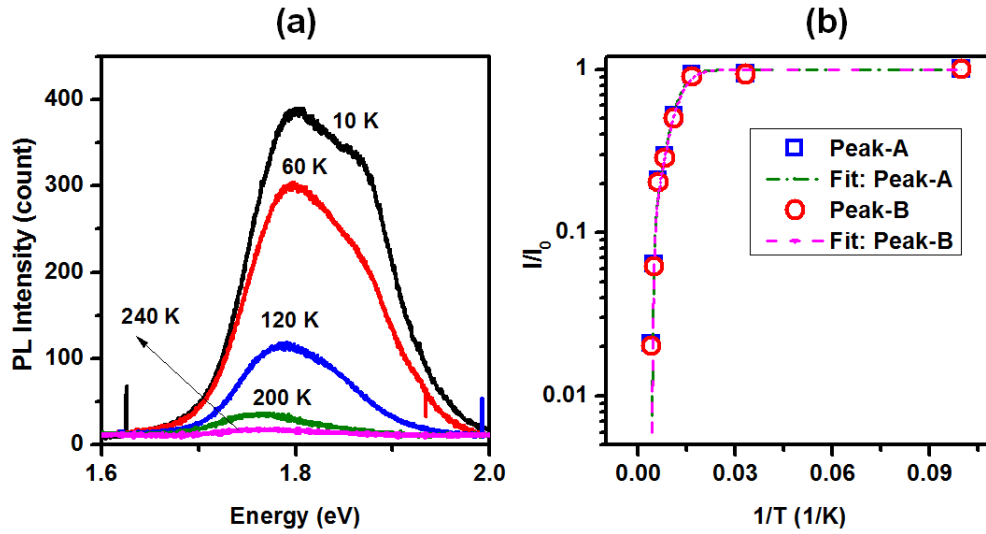 (a)
PL Intensity (count)
400
300
200
100
0
10 K
60 K
240 K
120 K
200 K
1.6
1.8
2.0
Energy (eV)
(b)
I/I0
1
0.1
0.01
Peak-A
Fit: Peak-A
Peak-B
Fit: Peak-B
0.00
0.03
0.06
0.09
1/T (1/K)